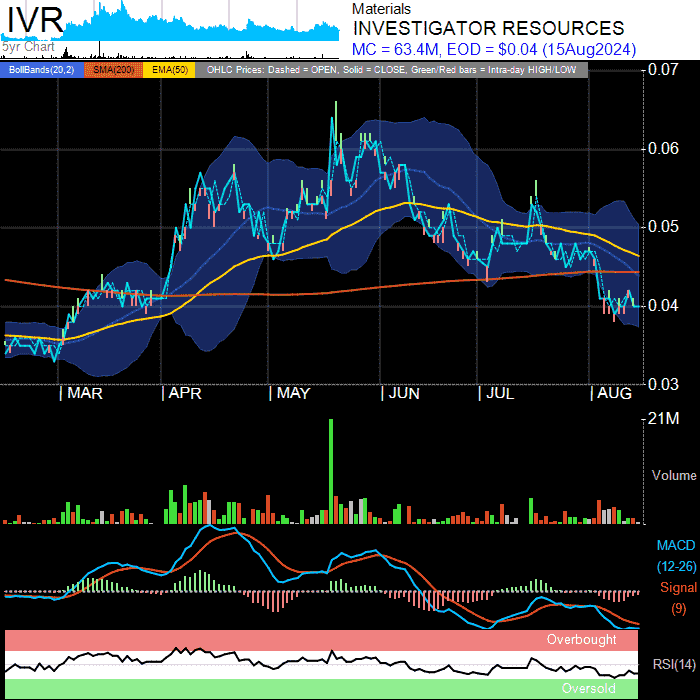 IVR
5yr Chart
Materials
INVESTIGATOR RESOURCES
MC = 63.4M, EOD = $0.04 (15Aug2024)
BollBands(20,2) SMA(200) EMA(50) OHLC Prices: Dashed = OPEN, Solid = CLOSE, Green/Red bars = Intra-day HIGH/LOW
0.07
0.06
0.05
0.04
0.03
| MAR | APR | MAY | JUN | JUL | AUG
21M
Volume
MACD
(12-26)
Signal
(9)
Overbought
RSI(14)
Oversold